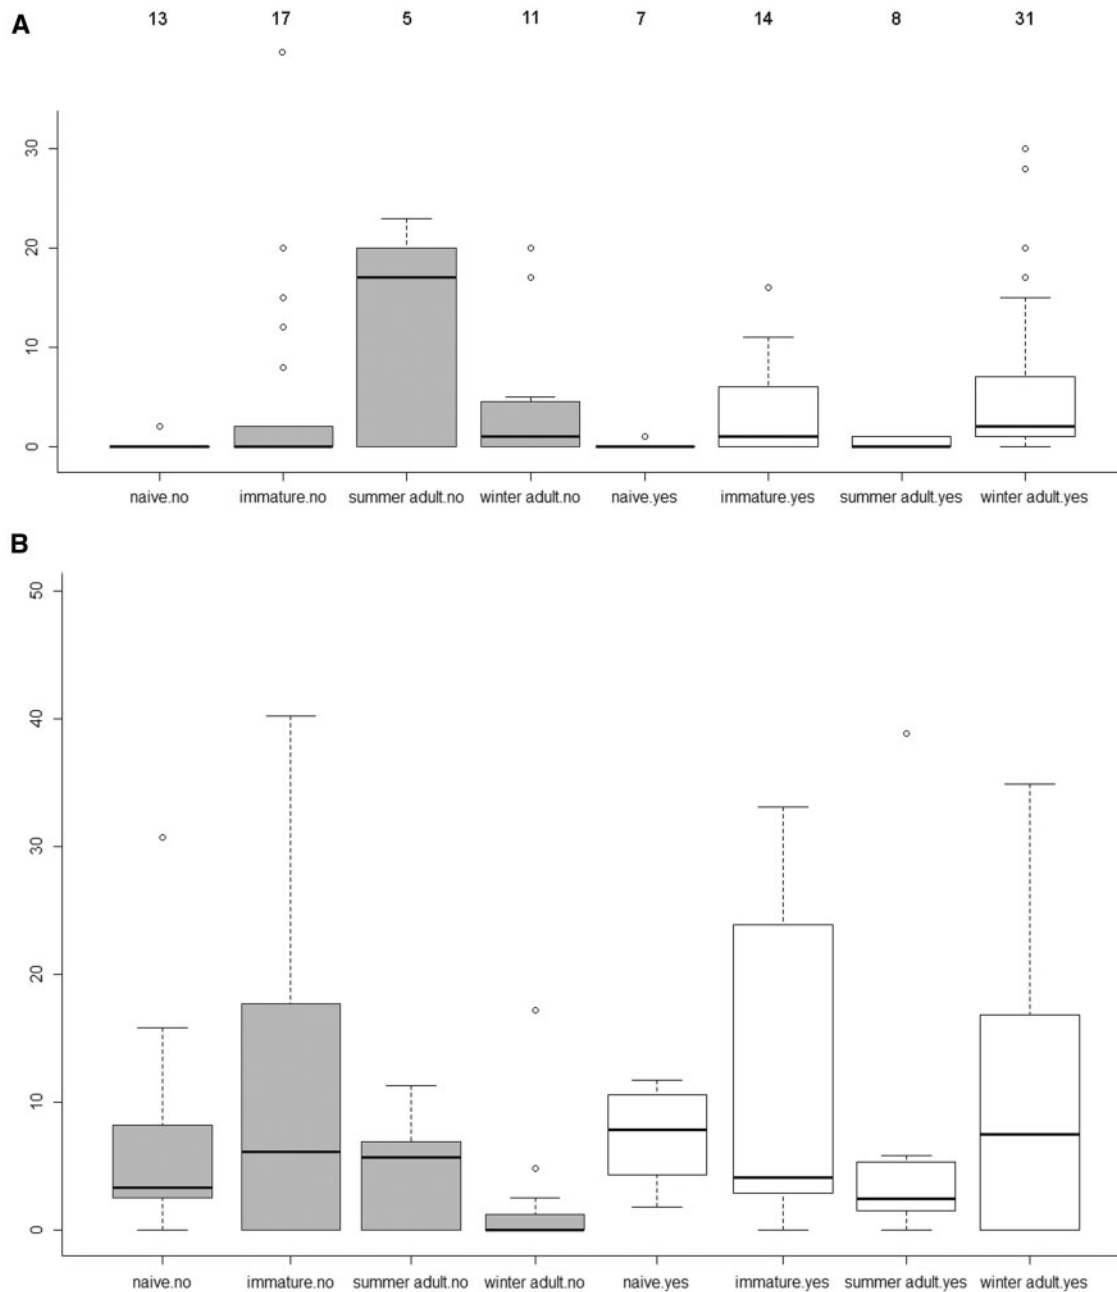 A 13 17 5 11 7 14 8 31
30
20
10
0
naive.no immature.no summer adult.no winter adult.no naive.yes immature.yes summer adult.yes winter adult.yes
B
50
40
30
20
10
0
naive.no immature.no summer adult.no winter adult.no naive.yes immature.yes summer adult.yes winter adult.yes